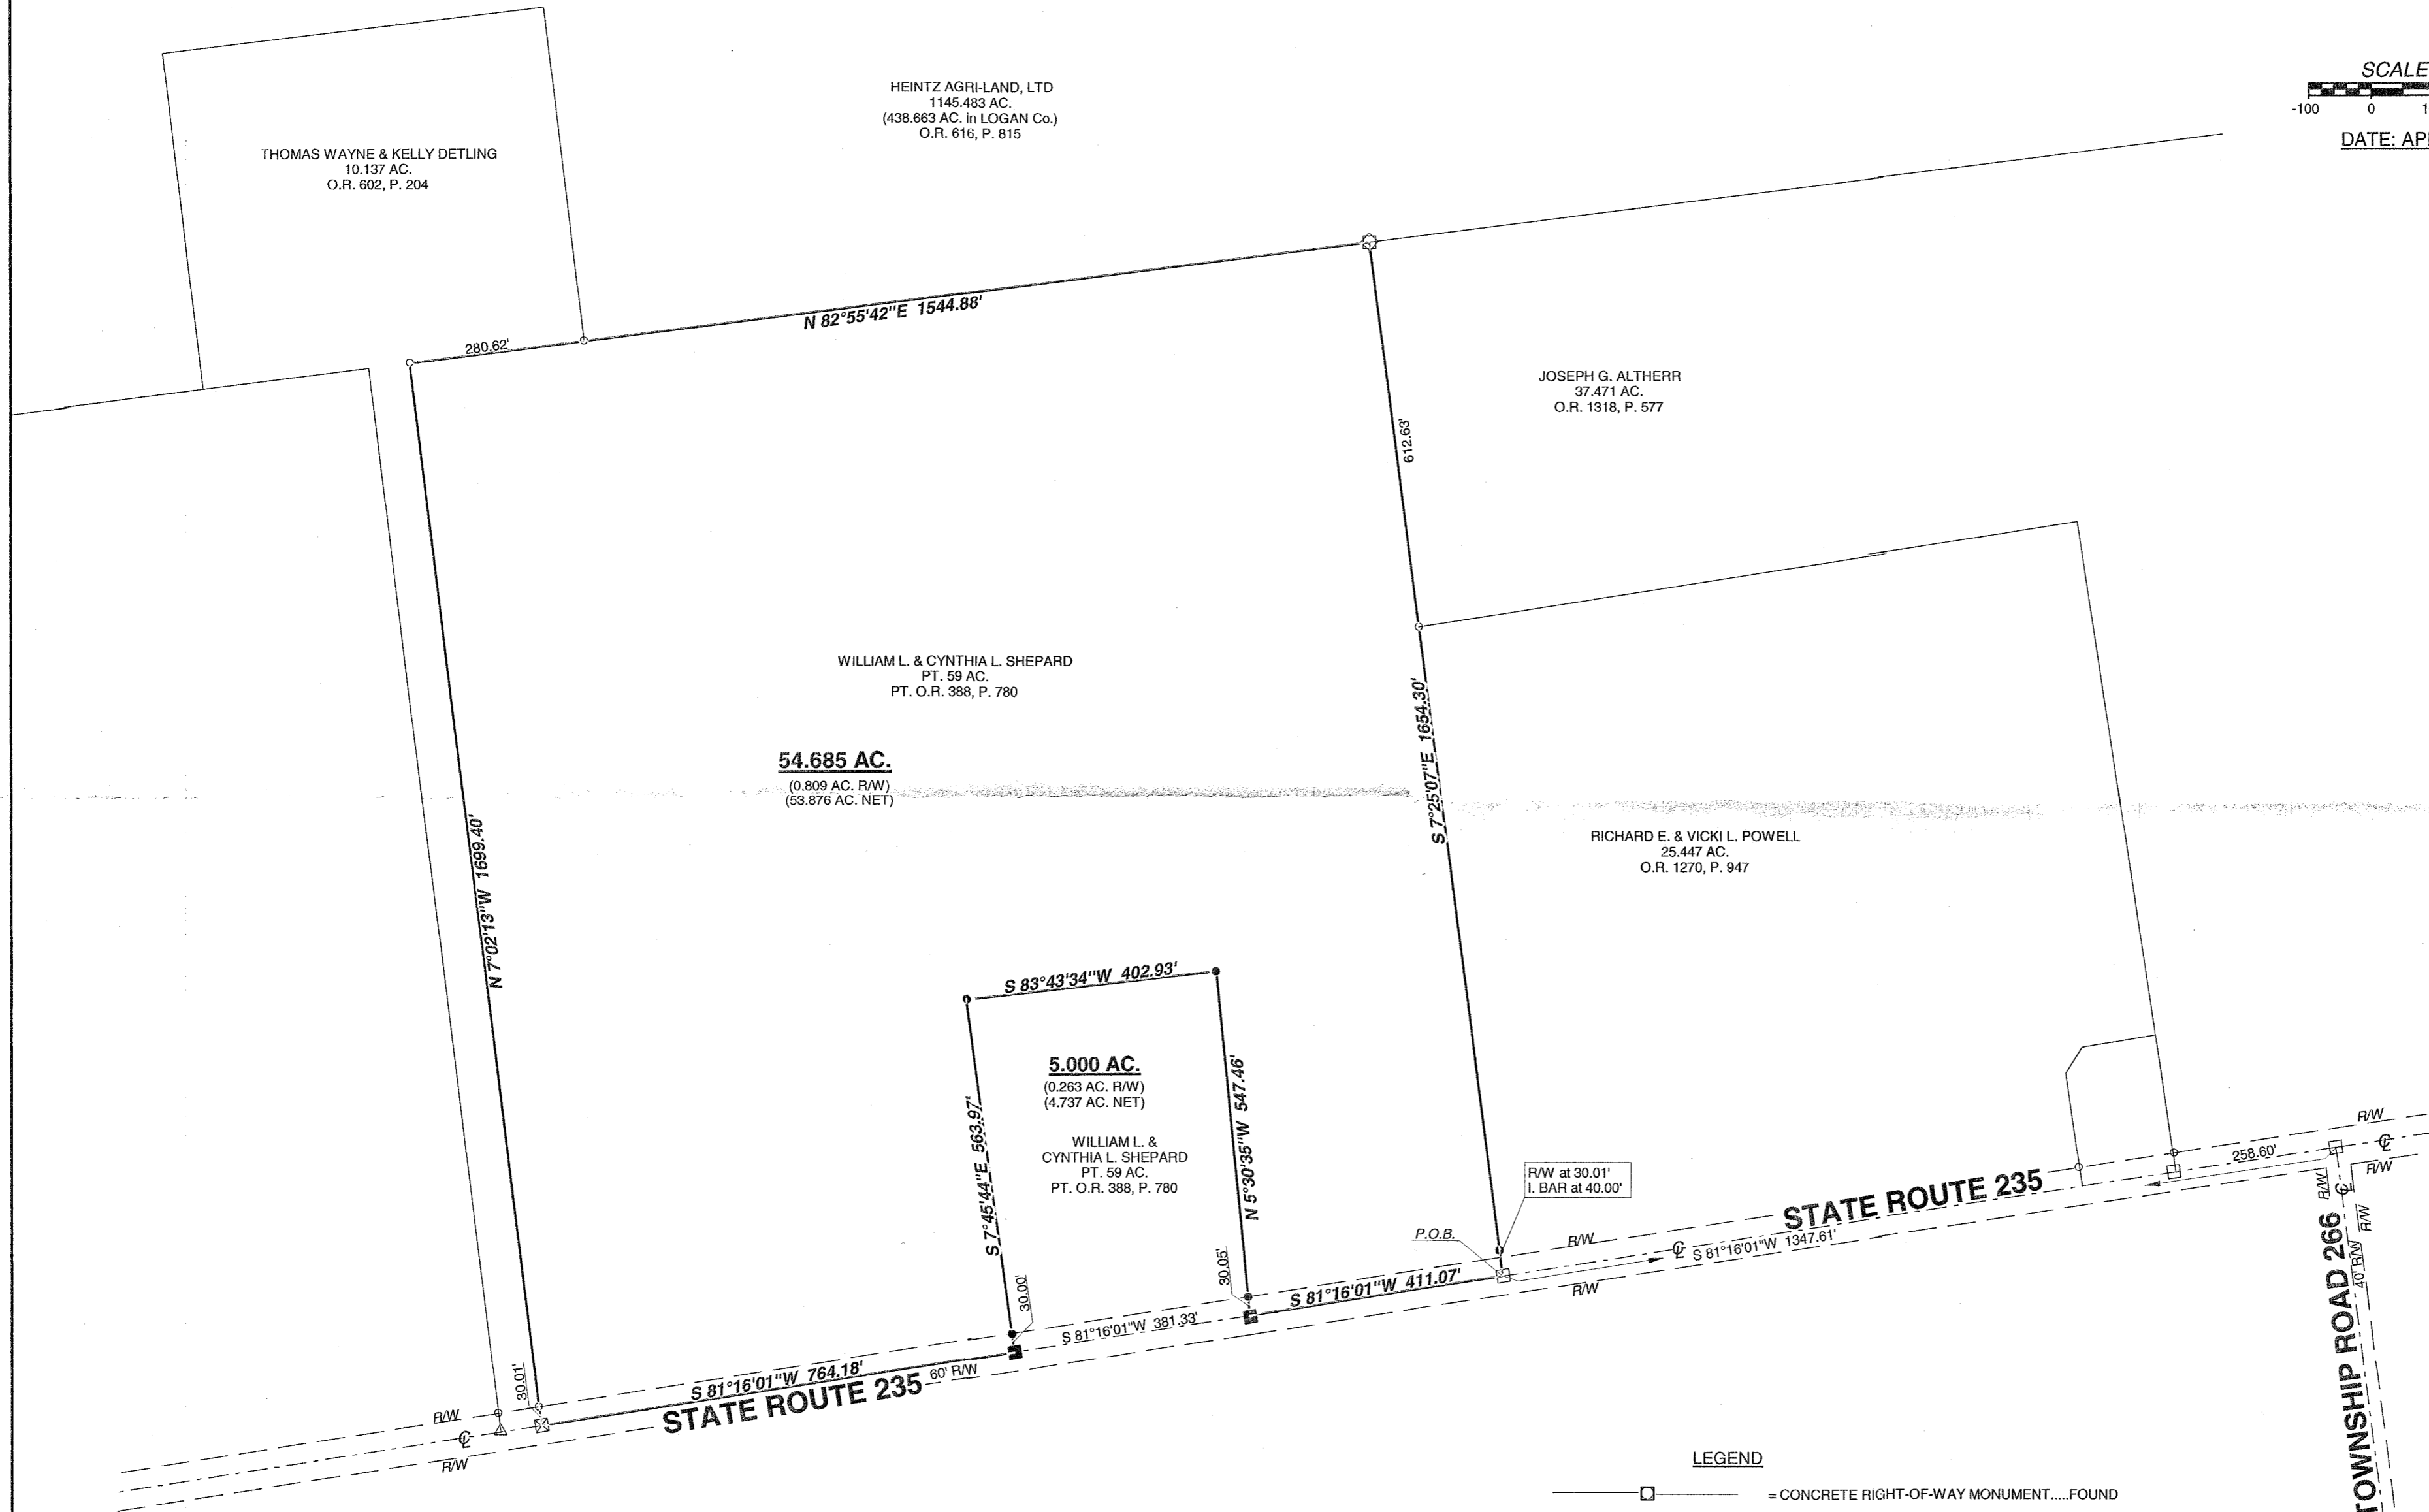 HEINTZ AGRI-LAND, LTD
1145.483 AC.
(438.663 AC. in LOGAN Co.)
O.R. 616, P. 815
SCALE
-100 0
DATE:
THOMAS WAYNE & KELLY DETLING
10.137 AC.
O.R. 602, P. 204
N 82°55'42"E 1544.88'
280.62'
JOSEPH G. ALTHERR
37.471 AC.
O.R. 1318, P. 577
612.63'
WILLIAM L. & CYNTHIA L. SHEPARD
PT. 59 AC.
PT. O.R. 388, P. 780
54.685 AC.
(0.809 AC. R/W)
(53.876 AC. NET)
S 7°25'07"E 1654.30'
RICHARD E. & VICKI L. POWELL
25.447 AC.
O.R. 1270, P. 947
N 7°02'13"W 1699.40'
S 83°43'34"W 402.93'
5.000 AC.
(0.263 AC. R/W)
(4.737 AC. NET)
WILLIAM L. &
CYNTHIA L. SHEPARD
PT. 59 AC.
PT. O.R. 388, P. 780
S 7°45'44"E 563.97'
N 5°30'35"W 547.46'
R/W at 30.01'
I. BAR at 40.00'
P.O.B.
R/W
STATE ROUTE 235
S 81°16'01"W 1347.61'
R/W
258.60'
R/W
R/W
R/W
R/W
40' R/W
TOWNSHIP ROAD 266
R/W
30.05'
S 81°16'01"W 411.07'
30.00'
S 81°16'01"W 381.33'
30.01'
S 81°16'01"W 764.18'
60' R/W
STATE ROUTE 235
R/W
R/W
LEGEND
= CONCRETE RIGHT-OF-WAY MONUMENT.....FOUND